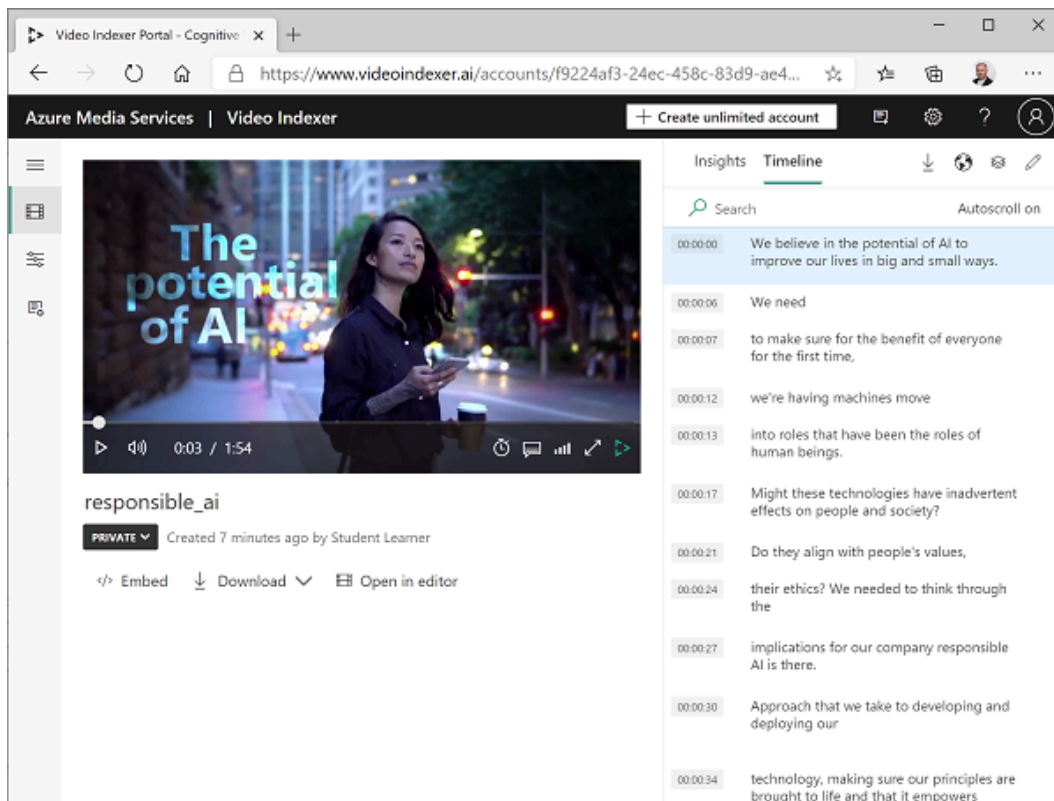 Video Indexer Portal - Cognitive
https://www.videoindexer.ai/accounts/f9224af3-24ec-458c-83d9-ae4...
Azure Media Services | Video Indexer
+ Create unlimited account
?
The
potential
of AI
0:03 / 1:54
responsible_ai
PRIVATE
Created 7 minutes ago by Student Learner
</> Embed
Download
Open in editor
Insights
Timeline
Search
Autoscroll on
00:00:00
We believe in the potential of AI to
improve our lives in big and small ways.
00:00:06
We need
00:00:07
to make sure for the benefit of everyone
for the first time,
00:00:12
we're having machines move
00:00:13
into roles that have been the roles of
human beings.
00:00:17
Might these technologies have inadvertent
effects on people and society?
00:00:21
Do they align with people's values,
00:00:24
their ethics? We needed to think through
the
00:00:27
implications for our company responsible
AI is there.
00:00:30
Approach that we take to developing and
deploying our
00:00:34
technology, making sure our principles are
brought to life and that it empowers